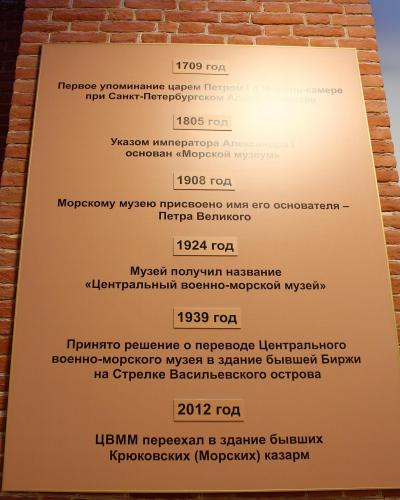 1709 год
Первое упоминание царем Петром I о Модель-камере
при Санкт-Петербургском Адмиралтействе
1805 год
Указом императора Александра I
основан «Морской музеум»
1908 год
Морскому музею присвоено имя его основателя –
Петра Великого
1924 год
Музей получил название
«Центральный военно-морской музей»
1939 год
Принято решение о переводе Центрального
военно-морского музея в здание бывшей Биржи
на Стрелке Васильевского острова
2012 год
ЦВММ переехал в здание бывших
Крюковских (Морских) казарм